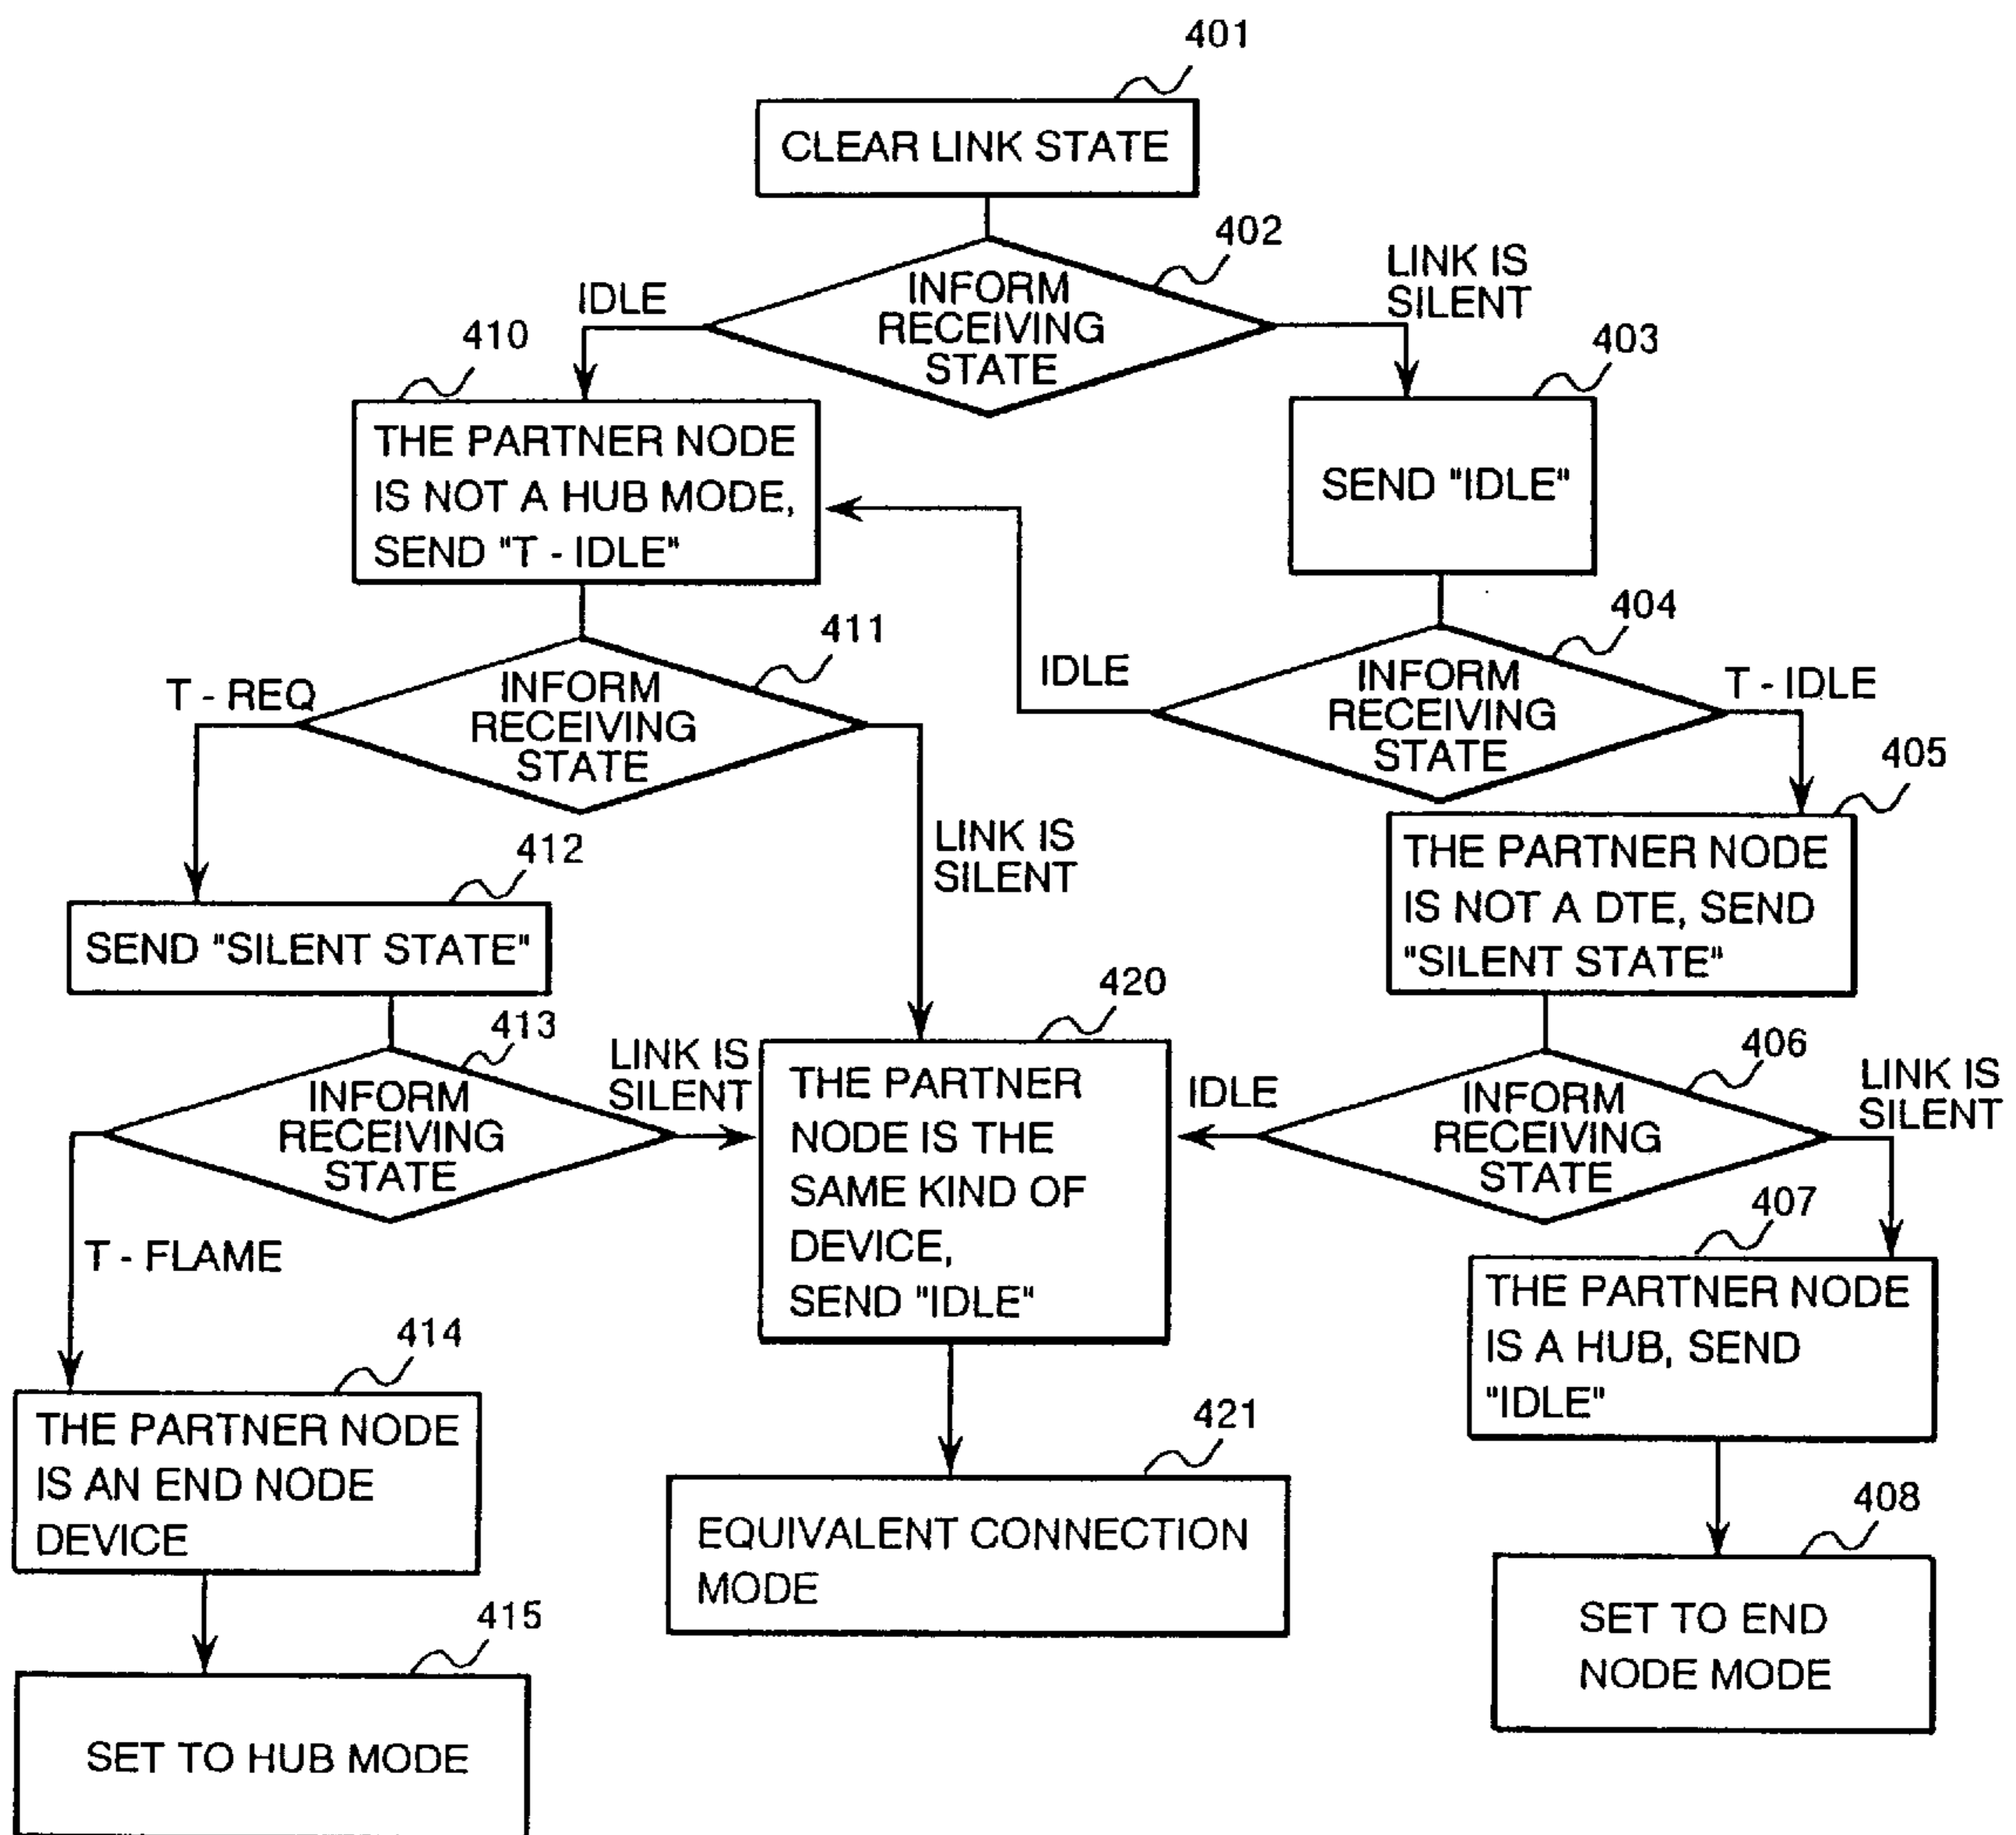 401
CLEAR LINK STATE
402
INFORM
RECEIVING
STATE
IDLE
LINK IS
SILENT
410
THE PARTNER NODE
IS NOT A HUB MODE,
SEND "T - IDLE"
403
SEND "IDLE"
411
INFORM
RECEIVING
STATE
T - REQ
LINK IS
SILENT
404
INFORM
RECEIVING
STATE
IDLE
T - IDLE
405
THE PARTNER NODE
IS NOT A DTE, SEND
"SILENT STATE"
412
SEND "SILENT STATE"
413
INFORM
RECEIVING
STATE
LINK IS
SILENT
T - FLAME
420
THE PARTNER
NODE IS THE
SAME KIND OF
DEVICE,
SEND "IDLE"
406
INFORM
RECEIVING
STATE
IDLE
LINK IS
SILENT
407
THE PARTNER NODE
IS A HUB, SEND
"IDLE"
414
THE PARTNER NODE
IS AN END NODE
DEVICE
421
EQUIVALENT CONNECTION
MODE
408
SET TO END
NODE MODE
415
SET TO HUB MODE